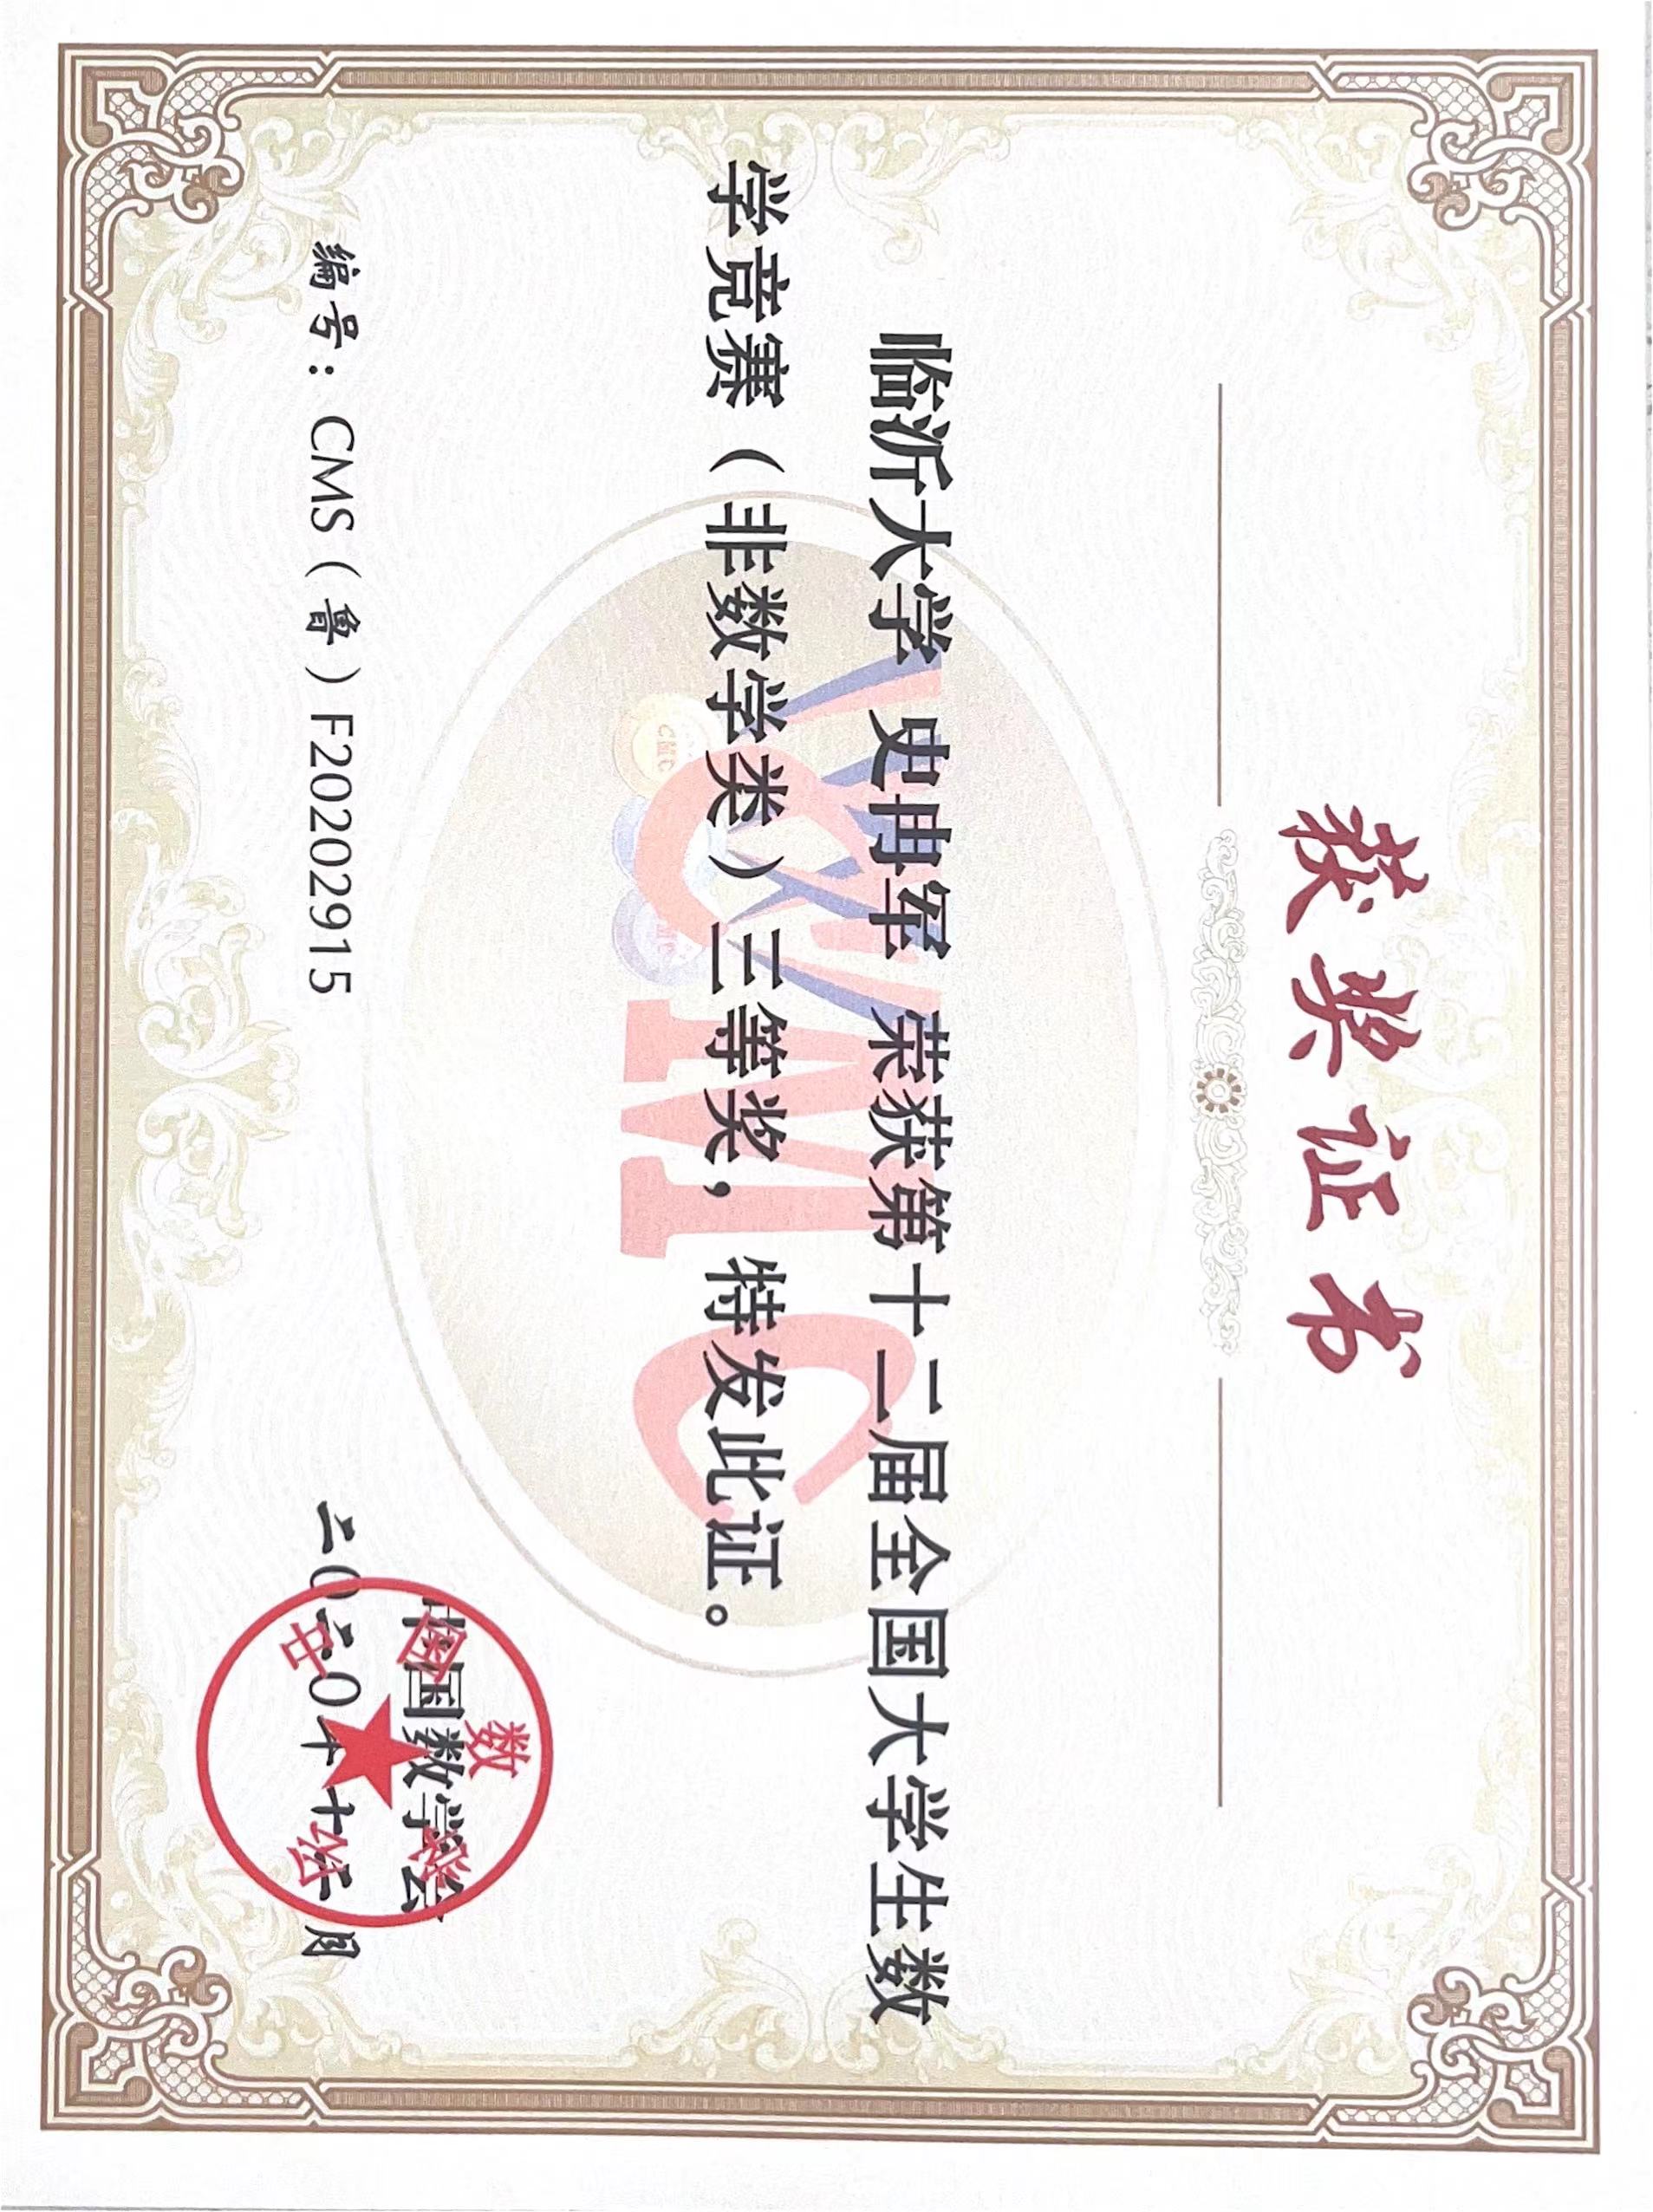 获奖证书
临沂大学 史冉军 荣获第十二届全国大学生数
学竞赛（非数学类）三等奖，特发此证。
CMC
CMC
中国数学会
中国数学会
编号：CMS（鲁）F20202915
二〇二〇年十二月